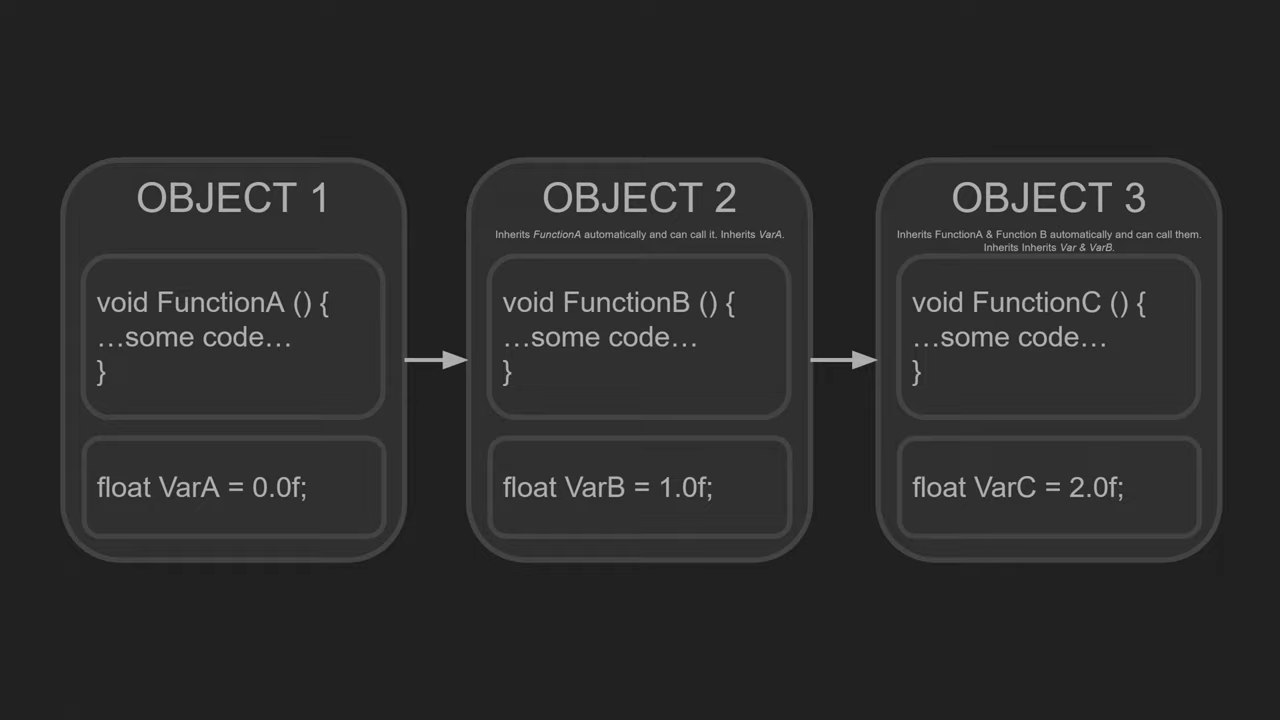 OBJECT 1
void FunctionA () {
…some code…
}
float VarA = 0.0f;
OBJECT 2
Inherits FunctionA automatically and can call it. Inherits VarA.
void FunctionB () {
…some code…
}
float VarB = 1.0f;
OBJECT 3
Inherits FunctionA & Function B automatically and can call them.
Inherits Inherits Var & VarB.
void FunctionC () {
…some code…
}
float VarC = 2.0f;